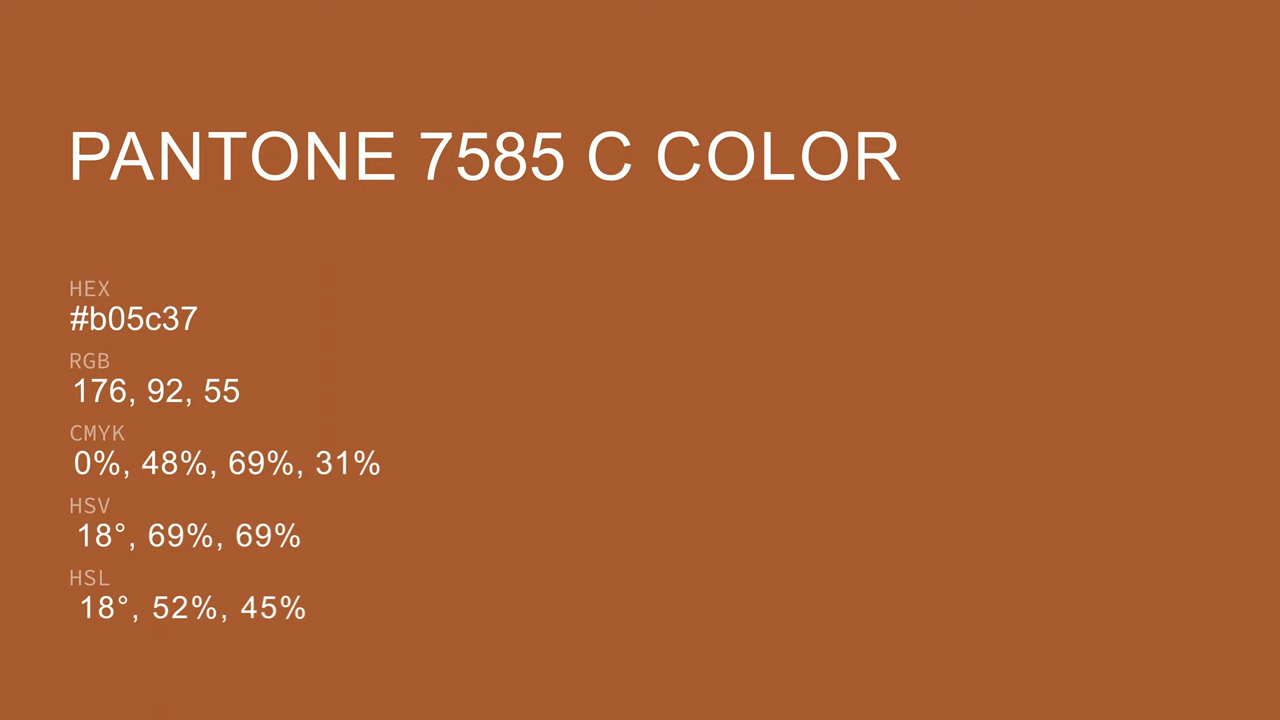 PANTONE 7585 C COLOR
HEX
#b05c37
RGB
176, 92, 55
CMYK
0%, 48%, 69%, 31%
HSV
18°, 69%, 69%
HSL
18°, 52%, 45%